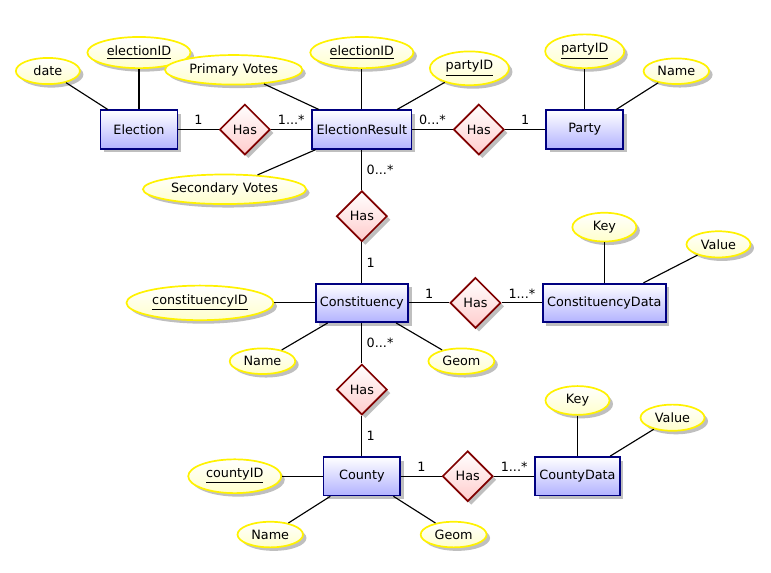 electionID
electionID
partyID
date
Primary Votes
partyID
Name
Election
1
Has
1...*
ElectionResult
0...*
Has
1
Party
Secondary Votes
0...*
Has
Key
Value
1
constituencyID
Constituency
1
Has
1...*
ConstituencyData
Name
0...*
Geom
Has
Key
Value
1
countyID
County
1
Has
1...*
CountyData
Name
Geom